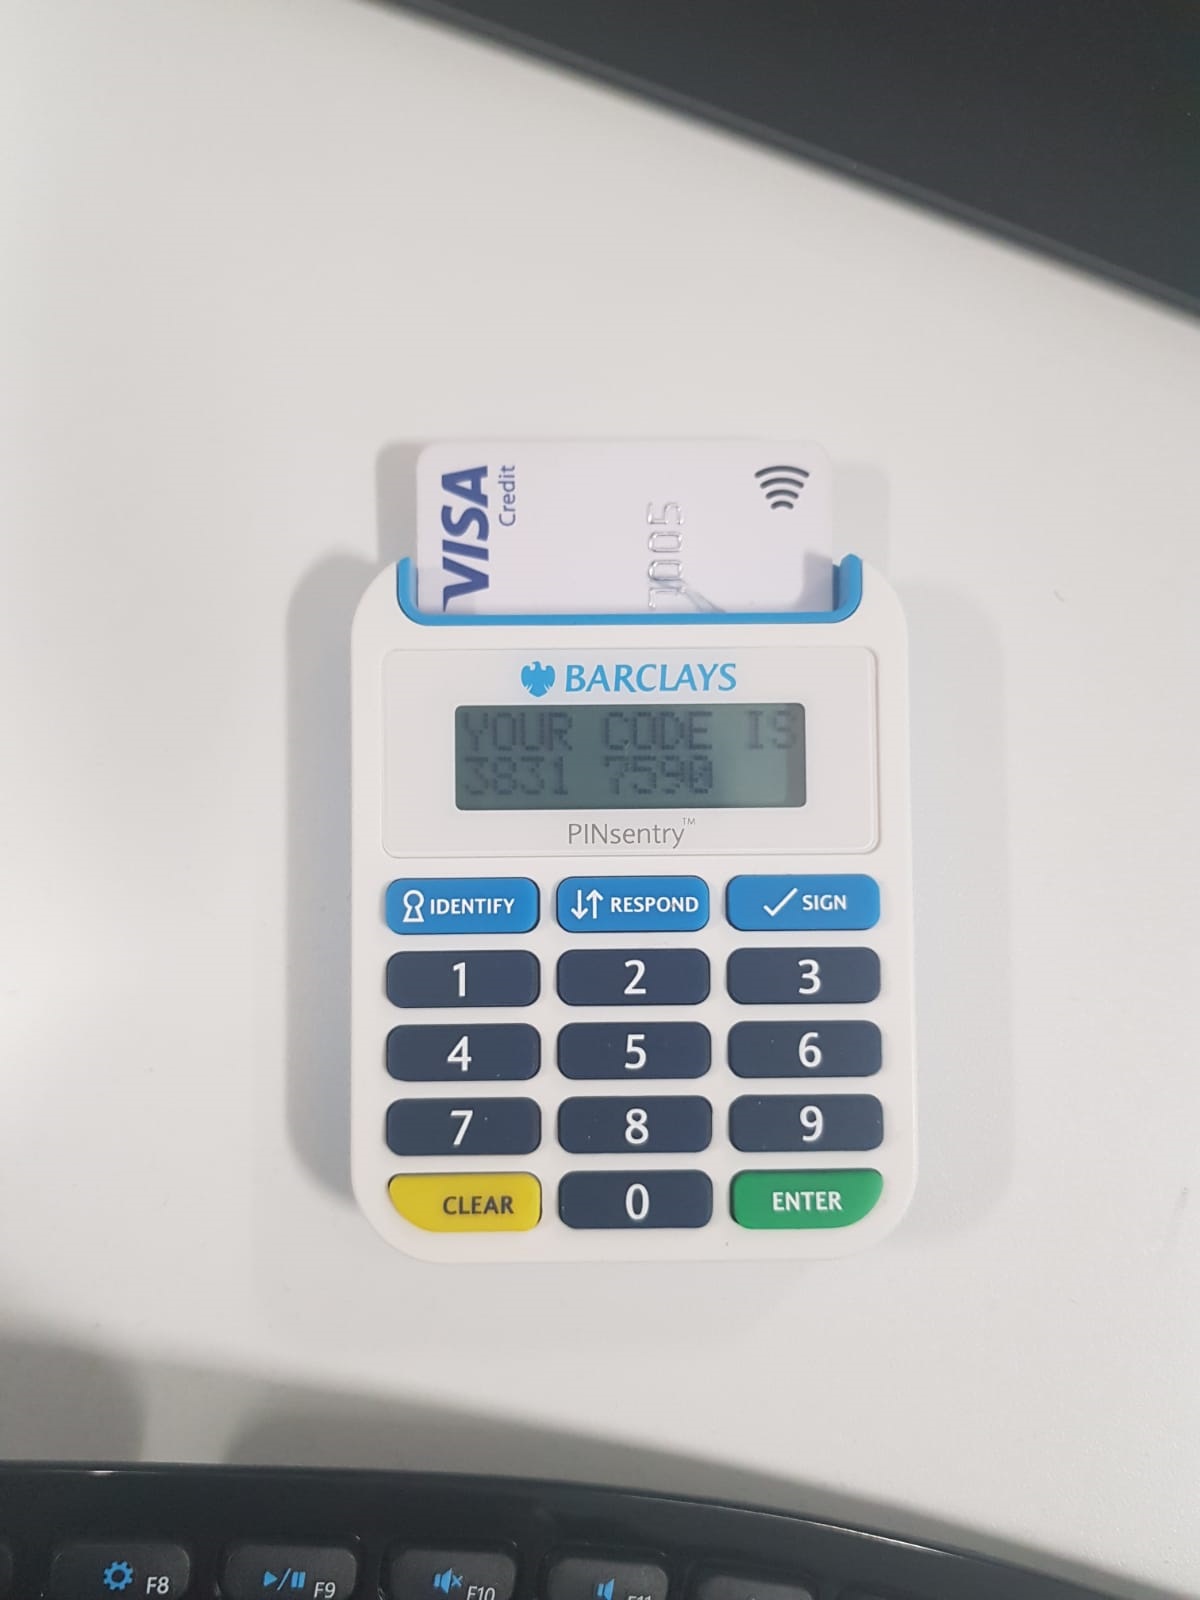 VISA
Credit
7005
BARCLAYS
YOUR CODE IS
3831 7590
PINsentry™
IDENTIFY
RESPOND
SIGN
1 2 3
4 5 6
7 8 9
CLEAR 0 ENTER
F8 F9 F10 F11